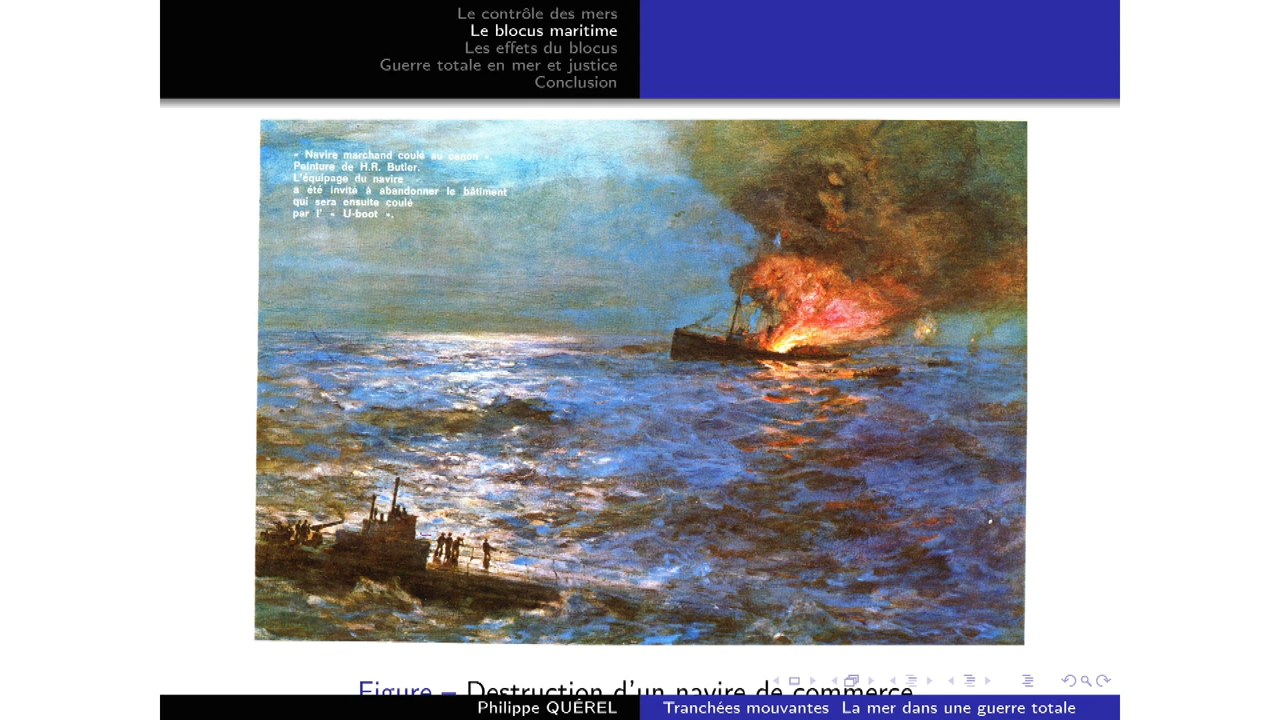 Le contrôle des mers
Le blocus maritime
Les effets du blocus
Guerre totale en mer et justice
Conclusion
« Navire marchand coulé au canon ».
Peinture de H.R. Butler.
L'équipage du navire
a été invité à abandonner le bâtiment
qui sera ensuite coulé
par l' « U-boot ».
Figure – Destruction d'un navire de commerce
Philippe QUÉREL
Tranchées mouvantes La mer dans une guerre totale